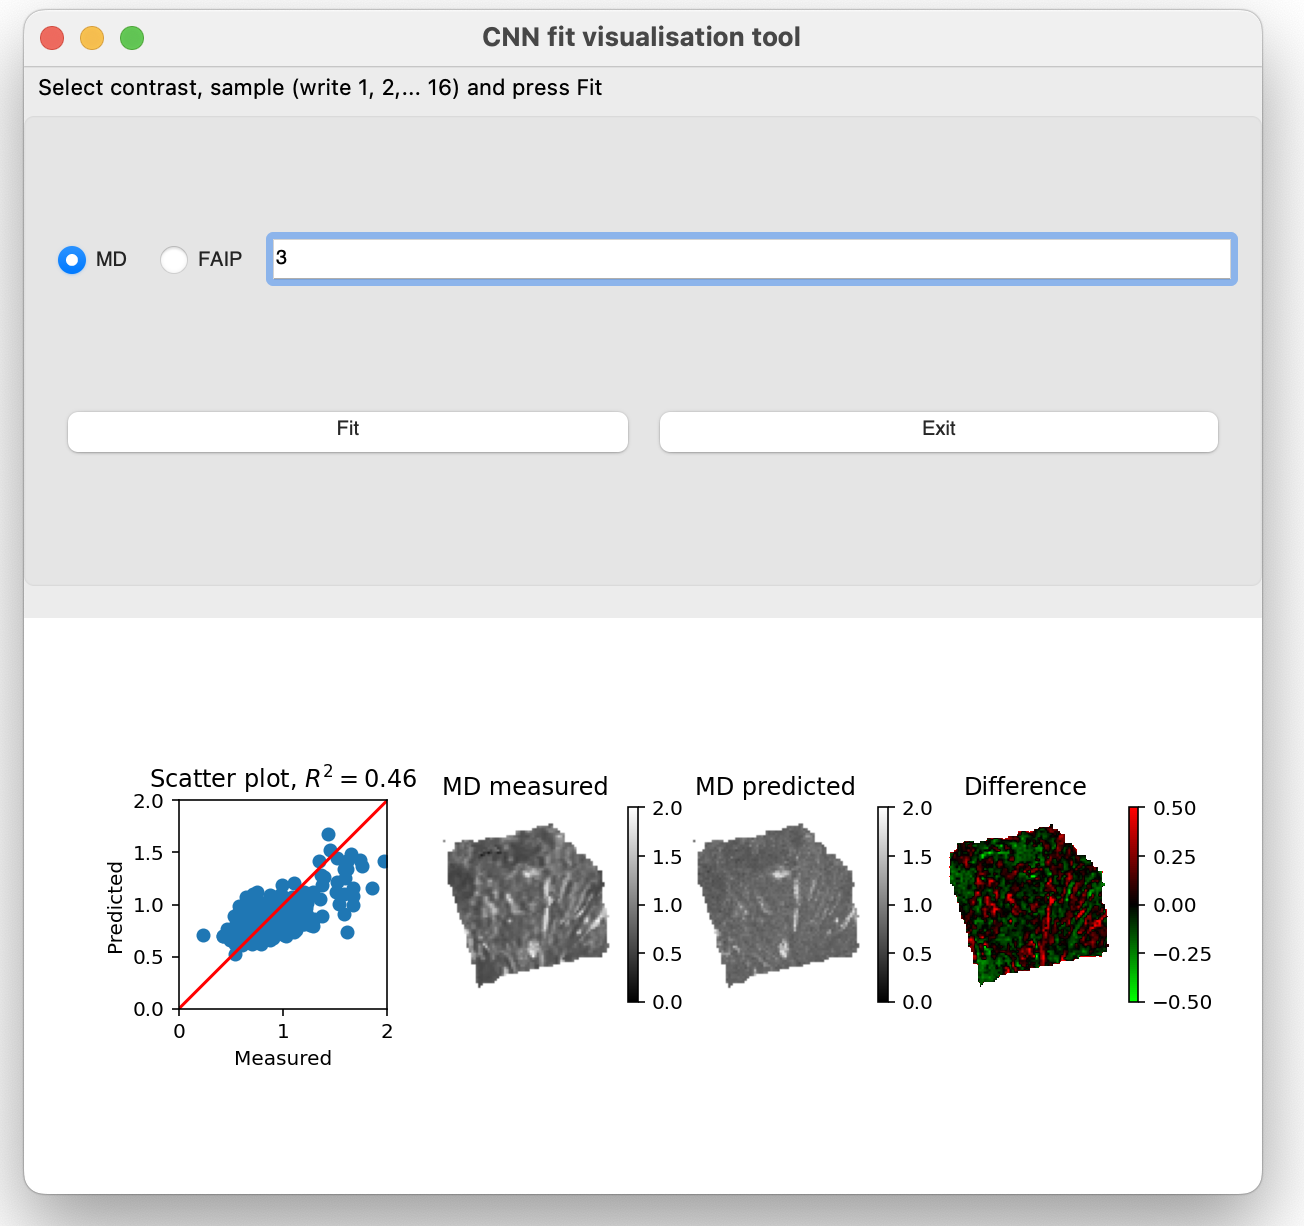 CNN fit visualisation tool
Select contrast, sample (write 1, 2,... 16) and press Fit
MD FAIP 3
Fit Exit
Scatter plot, R² = 0.46
2.0
1.5
1.0
0.5
0.0
Predicted
0 1 2
Measured
MD measured
2.0
1.5
1.0
0.5
0.0
MD predicted
2.0
1.5
1.0
0.5
0.0
Difference
0.50
0.25
0.00
−0.25
−0.50